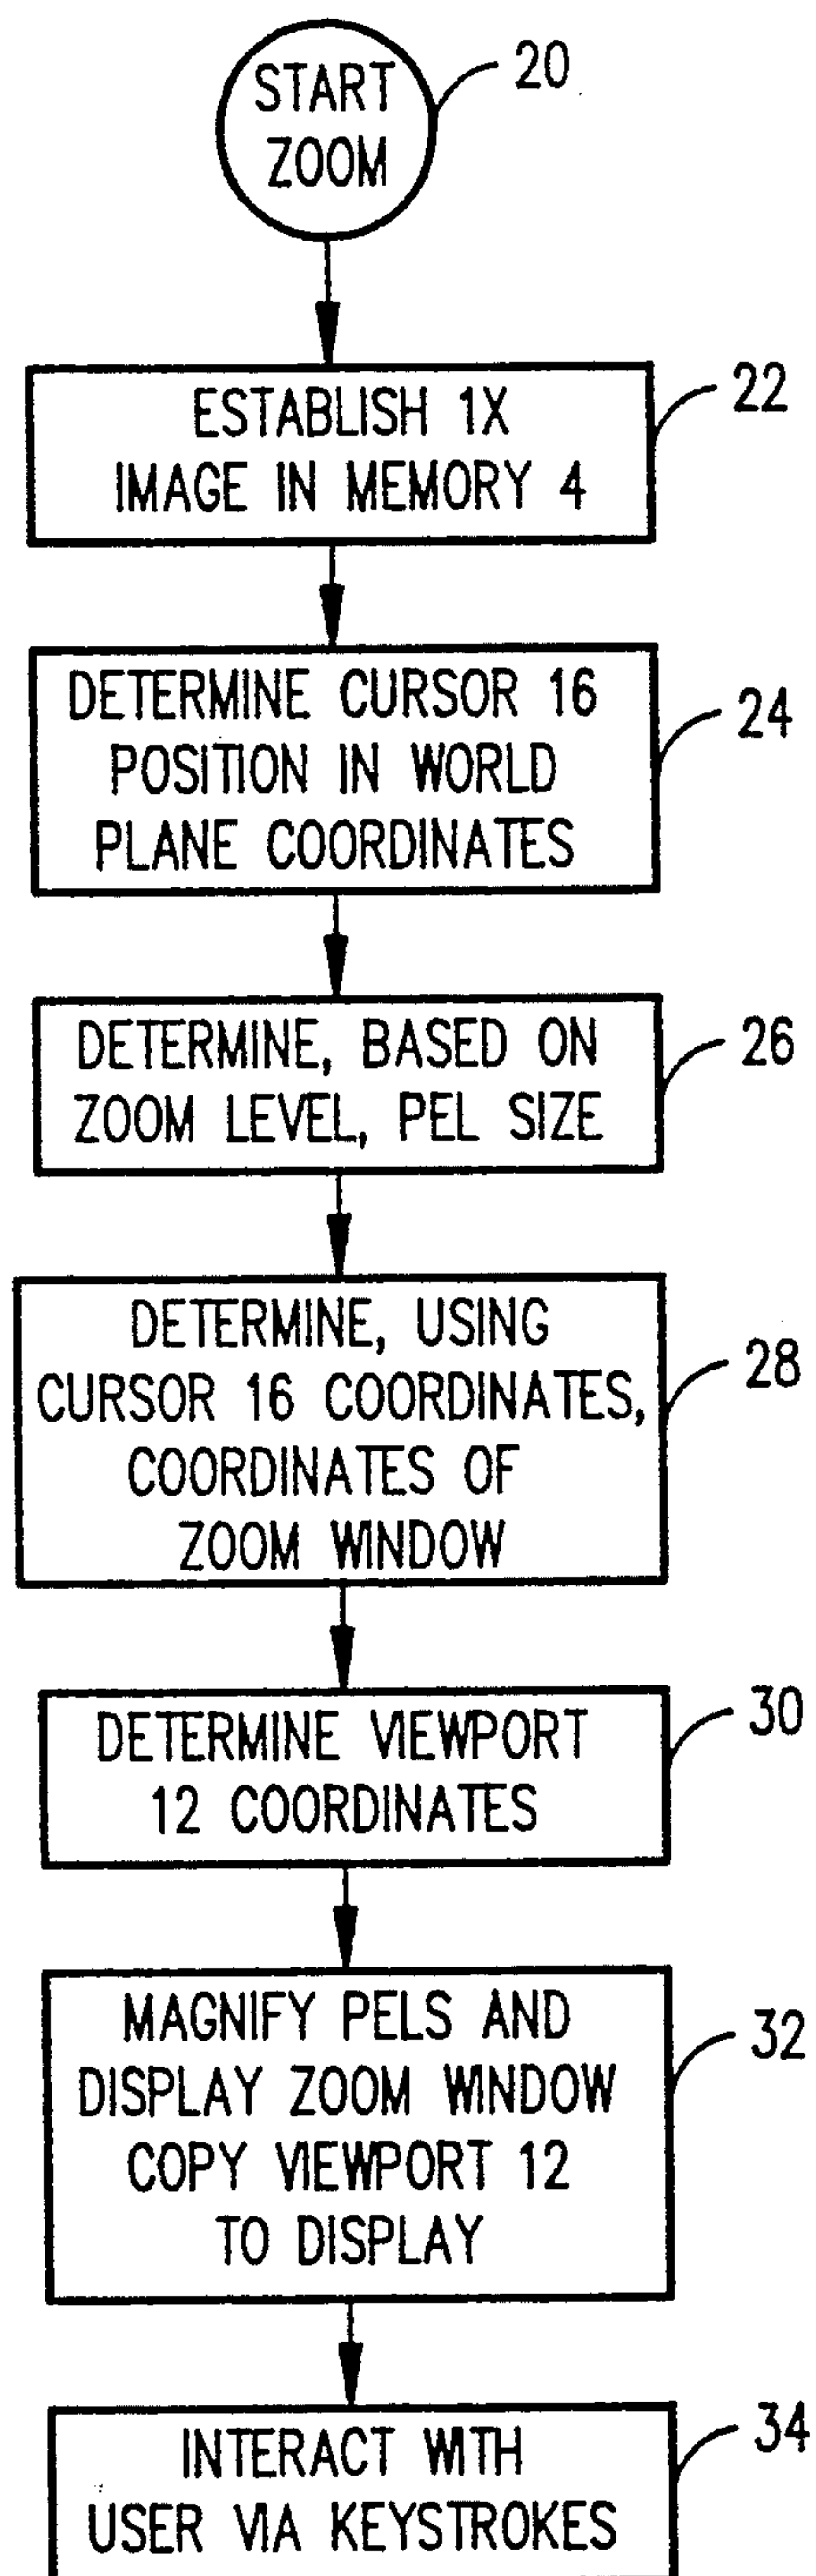 START
ZOOM
20
ESTABLISH 1X
IMAGE IN MEMORY 4
22
DETERMINE CURSOR 16
POSITION IN WORLD
PLANE COORDINATES
24
DETERMINE, BASED ON
ZOOM LEVEL, PEL SIZE
26
DETERMINE, USING
CURSOR 16 COORDINATES,
COORDINATES OF
ZOOM WINDOW
28
DETERMINE VIEWPORT
12 COORDINATES
30
MAGNIFY PELS AND
DISPLAY ZOOM WINDOW
COPY VIEWPORT 12
TO DISPLAY
32
INTERACT WITH
USER VIA KEYSTROKES
34